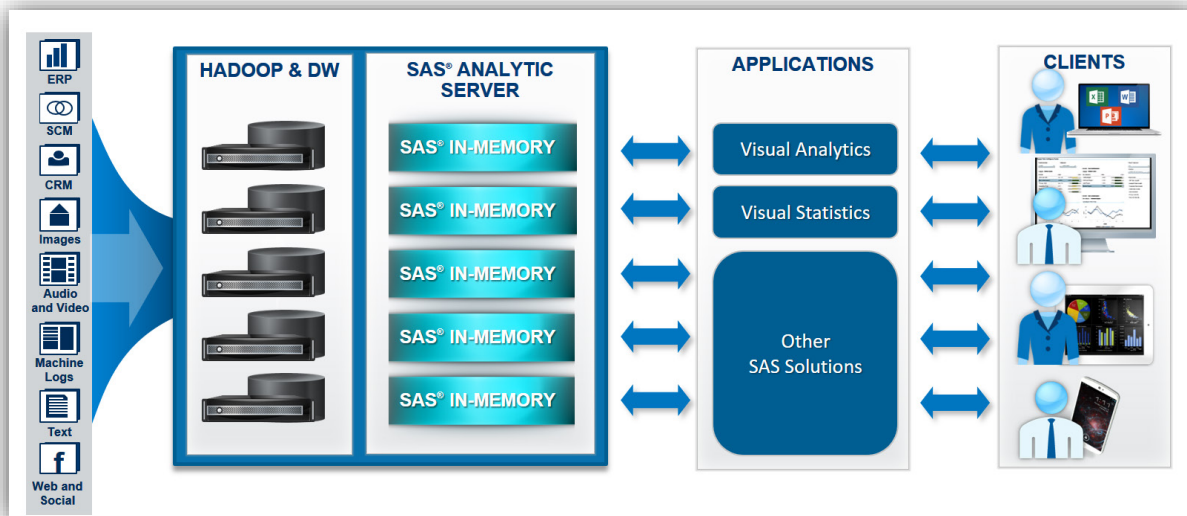 ERP
SCM
CRM
Images
Audio
and Video
Machine
Logs
Text
f
Web and
Social
HADOOP & DW
SAS® ANALYTIC
SERVER
SAS® IN-MEMORY
SAS® IN-MEMORY
SAS® IN-MEMORY
SAS® IN-MEMORY
SAS® IN-MEMORY
APPLICATIONS
Visual Analytics
Visual Statistics
Other
SAS Solutions
CLIENTS